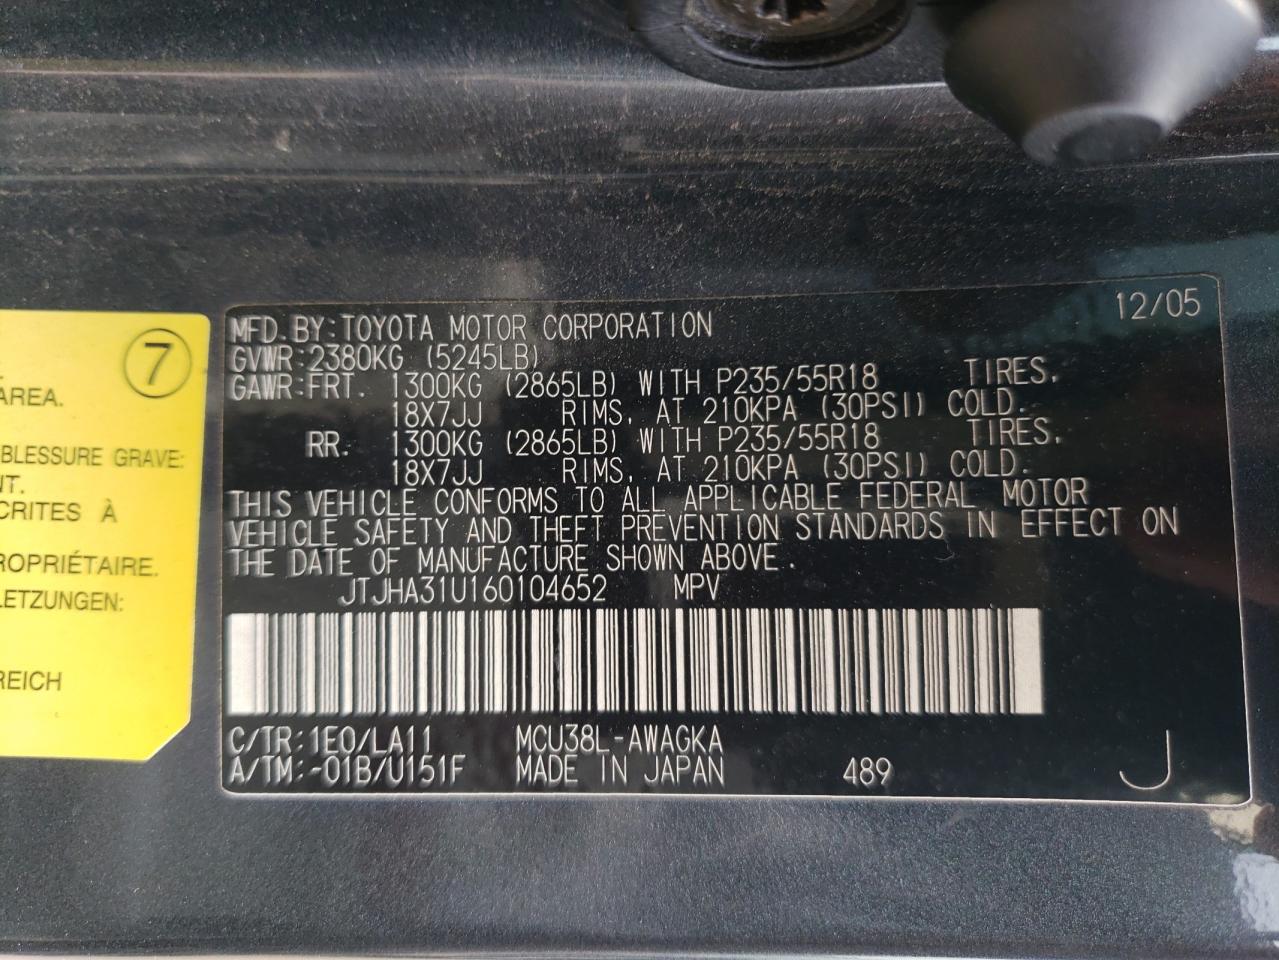 12/05
MFD.BY:TOYOTA MOTOR CORPORATION
GVWR:2380KG (5245LB)
GAWR:FRT. 1300KG (2865LB) WITH P235/55R18 TIRES,
18X7JJ RIMS, AT 210KPA (30PSI) COLD.
RR. 1300KG (2865LB) WITH P235/55R18 TIRES,
18X7JJ RIMS, AT 210KPA (30PSI) COLD.
THIS VEHICLE CONFORMS TO ALL APPLICABLE FEDERAL MOTOR
VEHICLE SAFETY AND THEFT PREVENTION STANDARDS IN EFFECT ON
THE DATE OF MANUFACTURE SHOWN ABOVE.
JTJHA31U160104652 MPV
C/TR:1E0/LA11 MCU38L-AWAGKA
A/TM:-01B/U151F MADE IN JAPAN 489 J
7
AREA.
BLESSURE GRAVE:
NT.
CRITES À
ROPRIÉTAIRE.
LETZUNGEN:
REICH